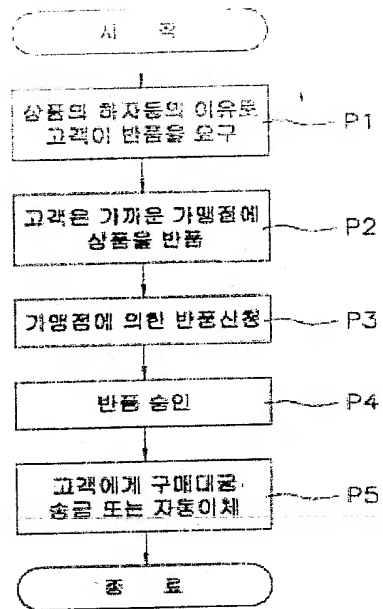 시 작
상품의 하자등의 이유로
고객이 반품을 요구
P1
고객은 가까운 가맹점에
상품을 반품
P2
가맹점에 의한 반품신청
P3
반품 승인
P4
고객에게 구매대금
송금 또는 자동이체
P5
종 료